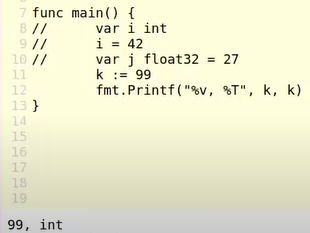 7 func main() {
8 //      var i int
9 //      i = 42
10 //      var j float32 = 27
11         k := 99
12         fmt.Printf("%v, %T", k, k)
13 }
14
15
16
17
18
19
99, int